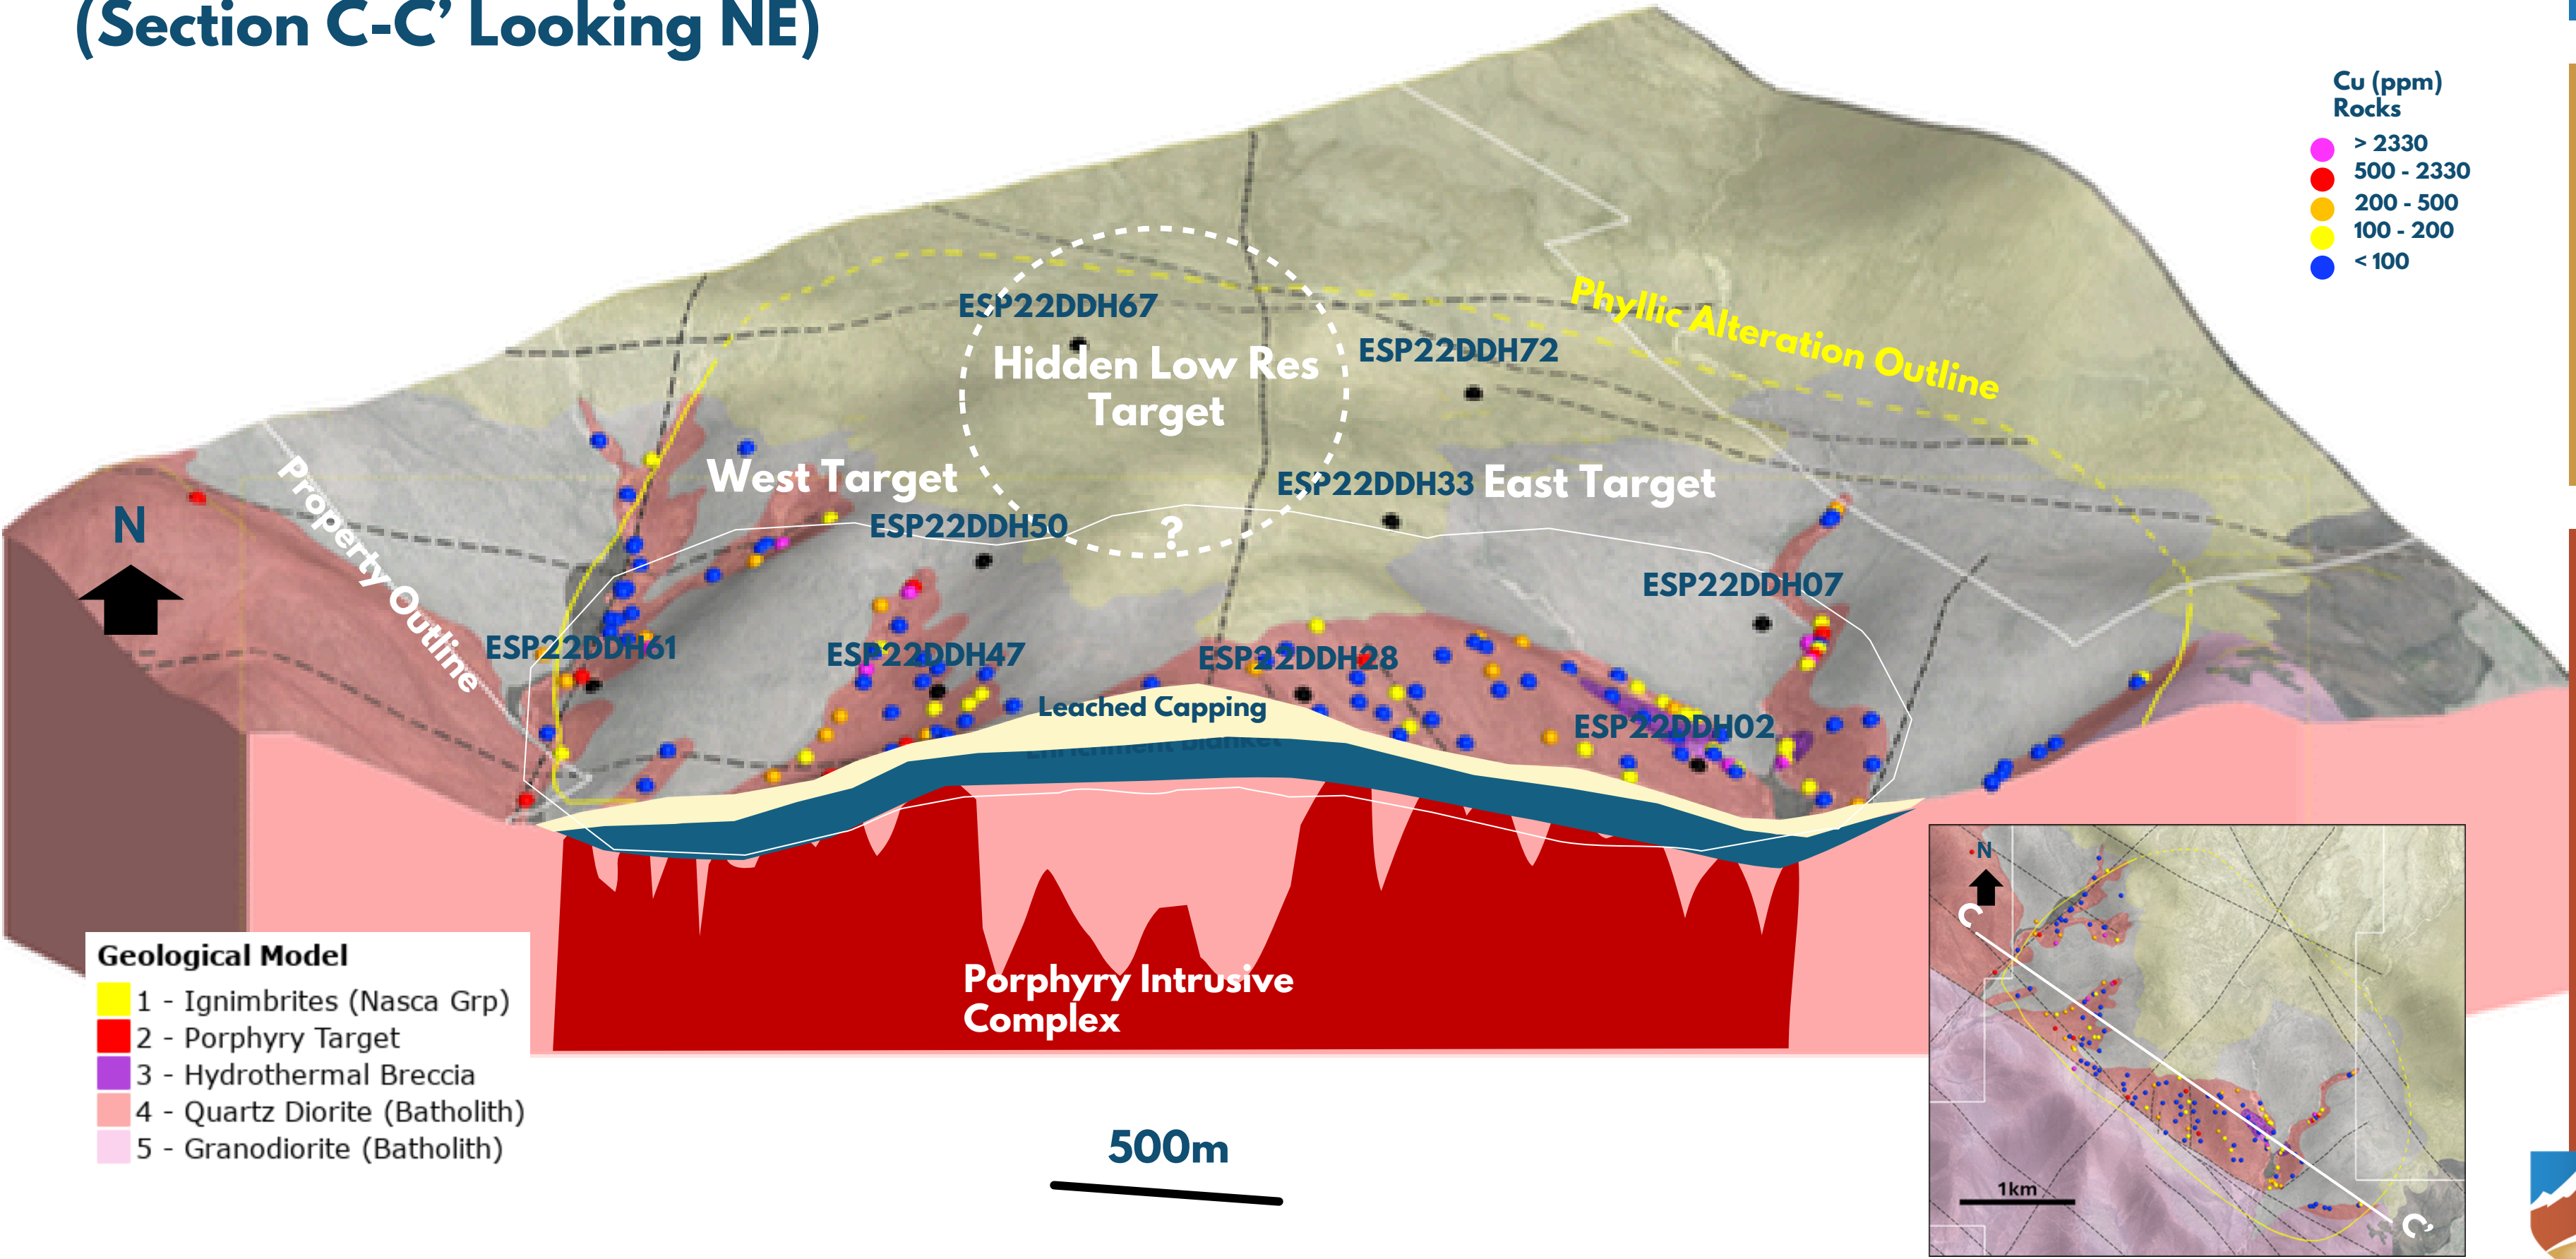 (Section C-C’ Looking NE)
Cu (ppm)
Rocks
> 2330
500 - 2330
200 - 500
100 - 200
< 100
Phyllic Alteration Outline
ESP22DDH67
Hidden Low Res
Target
ESP22DDH72
West Target
ESP22DDH33
East Target
ESP22DDH50
?
N
Property Outline
ESP22DDH07
ESP22DDH61
ESP22DDH47
ESP22DDH28
Leached Capping
ESP22DDH02
Enrichment Blanket
Porphyry Intrusive
Complex
Geological Model
1 - Ignimbrites (Nasca Grp)
2 - Porphyry Target
3 - Hydrothermal Breccia
4 - Quartz Diorite (Batholith)
5 - Granodiorite (Batholith)
500m
N
C
1km
C’